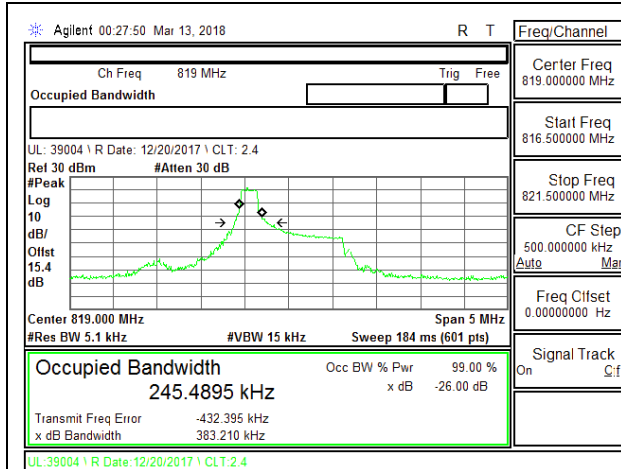 Agilent 00:27:50 Mar 13, 2018 R T
Ch Freq 819 MHz Trig Free
Occupied Bandwidth
UL: 39004 \ R Date: 12/20/2017 \ CLT: 2.4
Ref 30 dBm #Atten 30 dB
#Peak
Log
10
dB/
Offst
15.4
dB
Center 819.000 MHz Span 5 MHz
#Res BW 5.1 kHz #VBW 15 kHz Sweep 184 ms (601 pts)
Occupied Bandwidth Occ BW % Pwr 99.00 %
245.4895 kHz x dB -26.00 dB
Transmit Freq Error -432.395 kHz
x dB Bandwidth 383.210 kHz
UL:39004 \ R Date:12/20/2017 \ CLT:2.4
Freq/Channel
Center Freq
819.000000 MHz
Start Freq
816.500000 MHz
Stop Freq
821.500000 MHz
CF Step
500.000000 kHz
Auto Man
Freq Offset
0.00000000 Hz
Signal Track
On